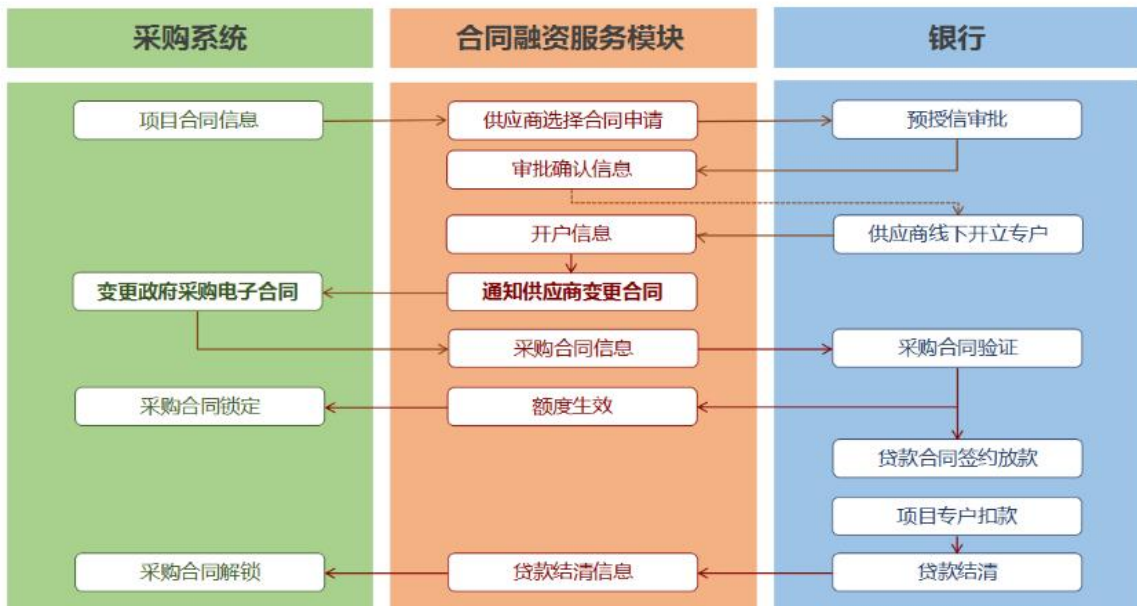 采购系统
合同融资服务模块
银行
项目合同信息
供应商选择合同申请
预授信审批
审批确认信息
开户信息
供应商线下开立专户
变更政府采购电子合同
通知供应商变更合同
采购合同信息
采购合同验证
采购合同锁定
额度生效
贷款合同签约放款
项目专户扣款
采购合同解锁
贷款结清信息
贷款结清